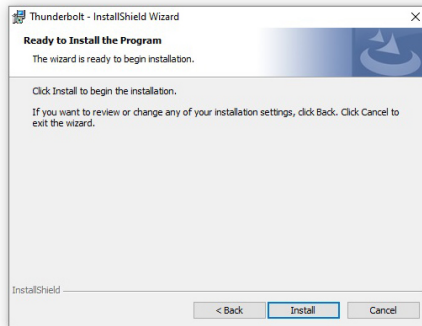 Thunderbolt - InstallShield Wizard
Ready to Install the Program
The wizard is ready to begin installation.
Click Install to begin the installation.
If you want to review or change any of your installation settings, click Back. Click Cancel to
exit the wizard.
InstallShield
< Back Install Cancel